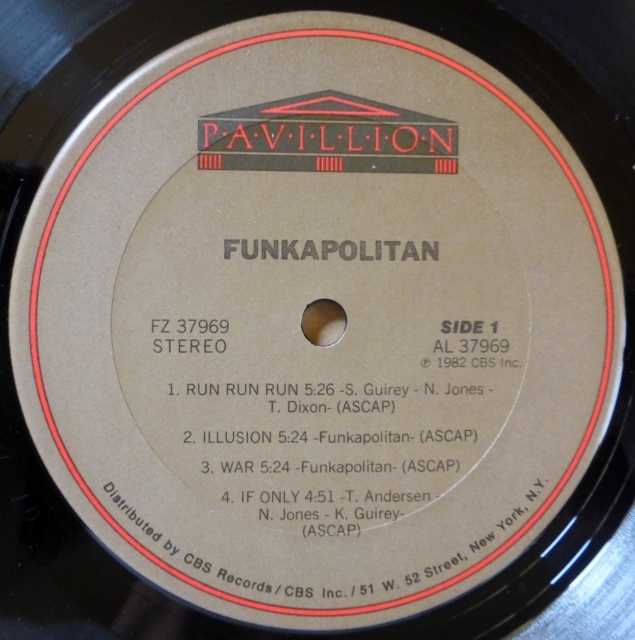 P·A·V·I·L·L·I·O·N
FUNKAPOLITAN
FZ 37969
STEREO
SIDE 1
AL 37969
℗ 1982 CBS Inc.
1. RUN RUN RUN 5:26 -S. Guirey - N. Jones -
T. Dixon- (ASCAP)
2. ILLUSION 5:24 -Funkapolitan- (ASCAP)
3. WAR 5:24 -Funkapolitan- (ASCAP)
4. IF ONLY 4:51 -T. Andersen -
N. Jones - K. Guirey-
(ASCAP)
Distributed by CBS Records/CBS Inc./51 W. 52 Street, New York, N.Y.